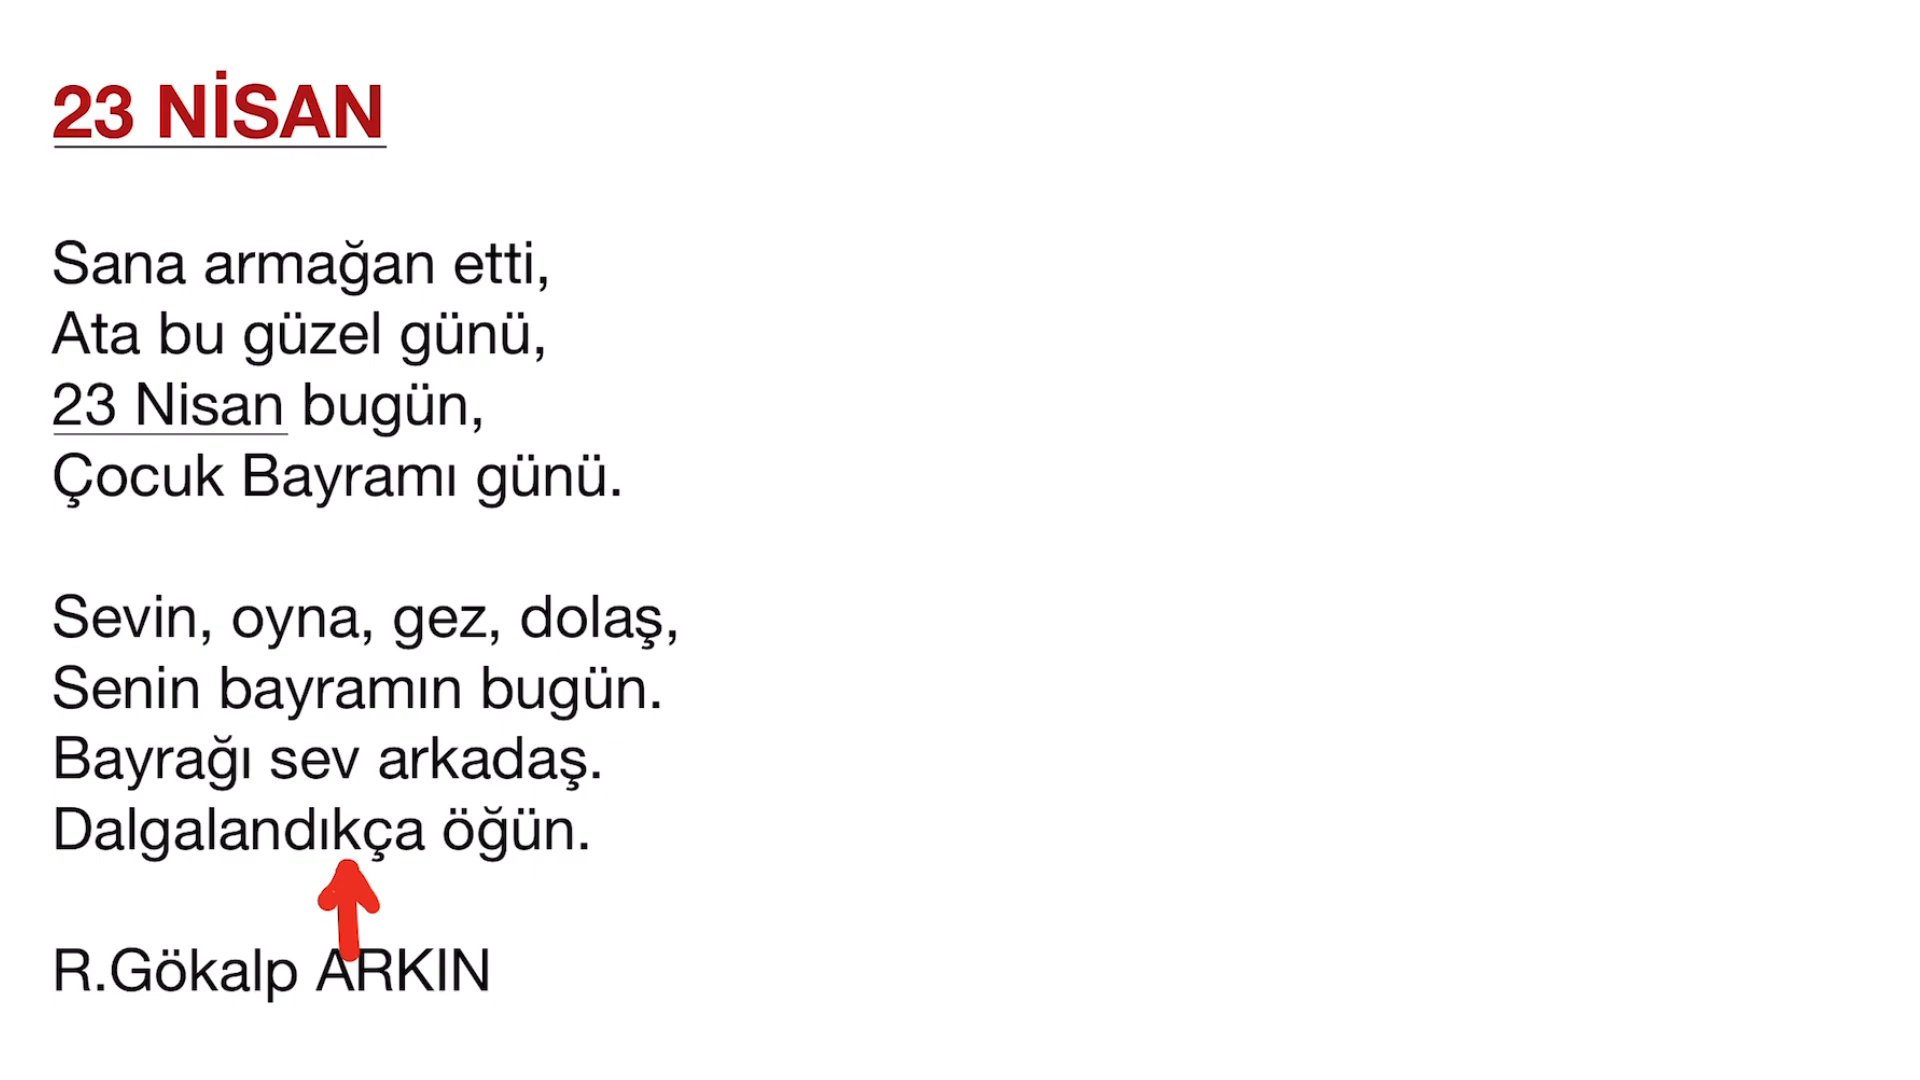 23 NİSAN
Sana armağan etti,
Ata bu güzel günü,
23 Nisan bugün,
Çocuk Bayramı günü.
Sevin, oyna, gez, dolaş,
Senin bayramın bugün.
Bayrağı sev arkadaş.
Dalgalandıkça öğün.
R.Gökalp ARKIN